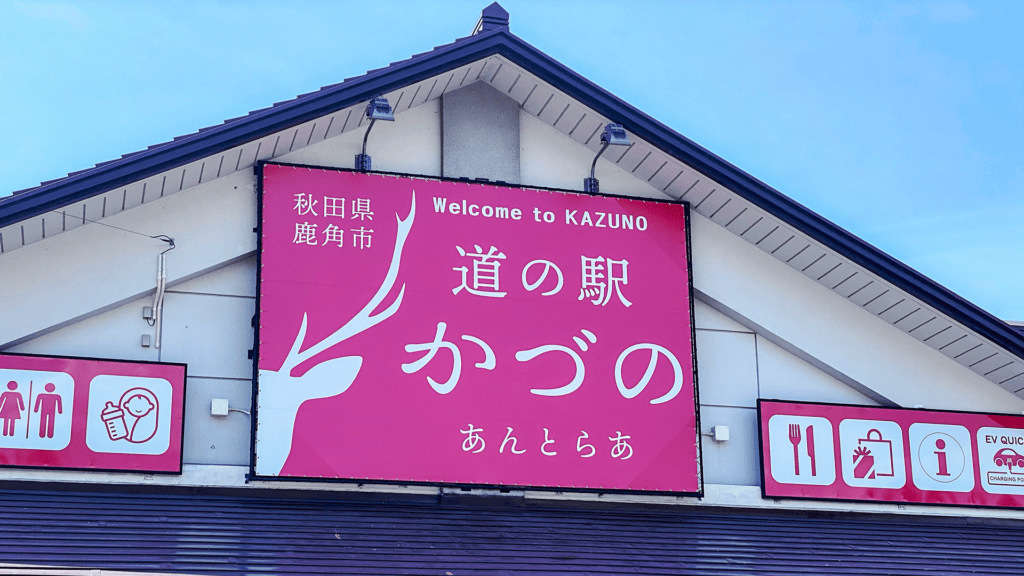 秋田県
鹿角市
Welcome to KAZUNO
道の駅
かづの
あんとらあ
i
EV QUIC
CHARGING PO